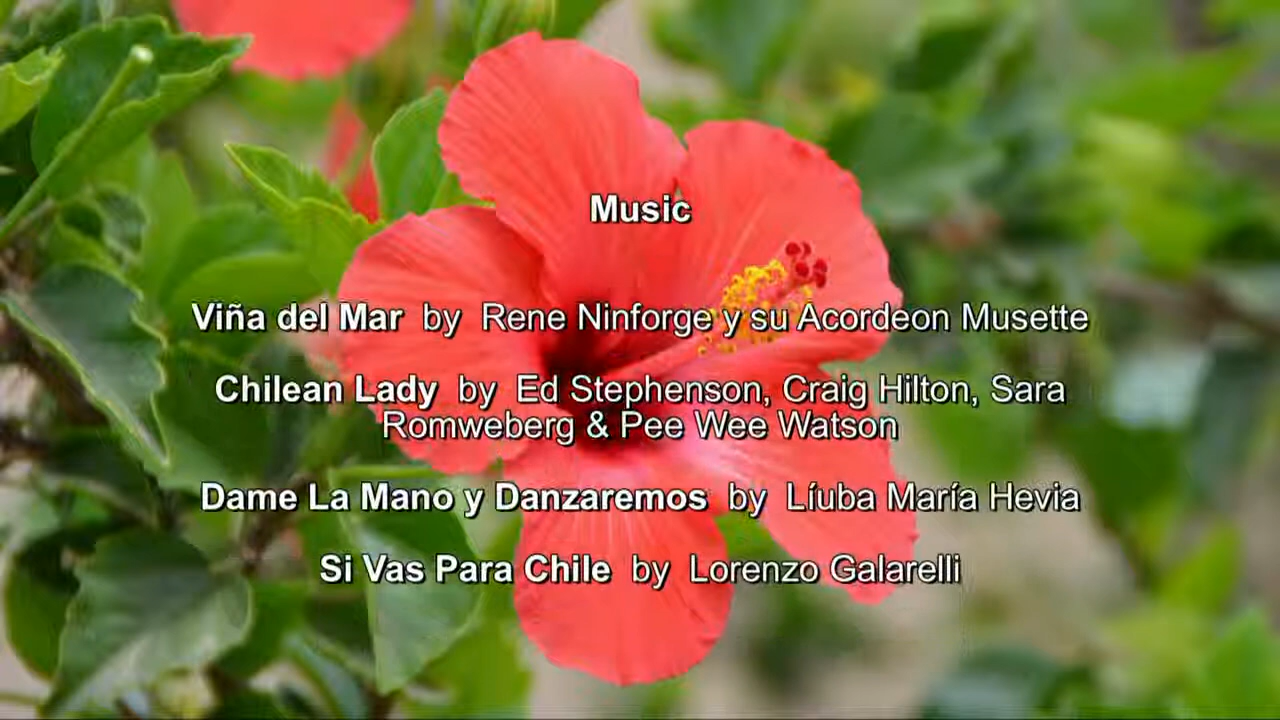 Music
Viña del Mar by Rene Ninforge y su Acordeon Musette
Chilean Lady by Ed Stephenson, Craig Hilton, Sara
Romweberg & Pee Wee Watson
Dame La Mano y Danzaremos by Líuba María Hevia
Si Vas Para Chile by Lorenzo Galarelli